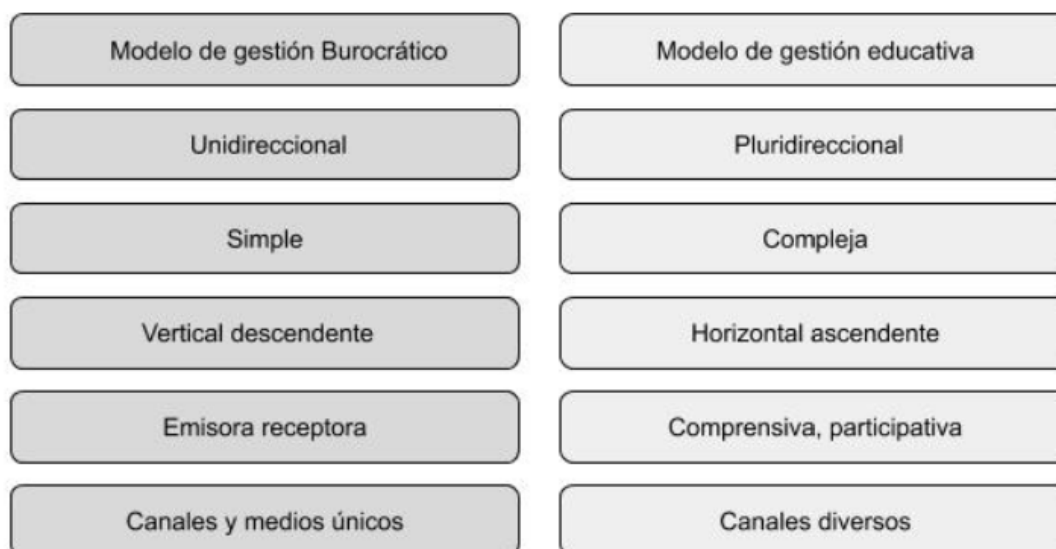 Modelo de gestión Burocrático
Modelo de gestión educativa
Unidireccional
Pluridireccional
Simple
Compleja
Vertical descendente
Horizontal ascendente
Emisora receptora
Comprensiva, participativa
Canales y medios únicos
Canales diversos